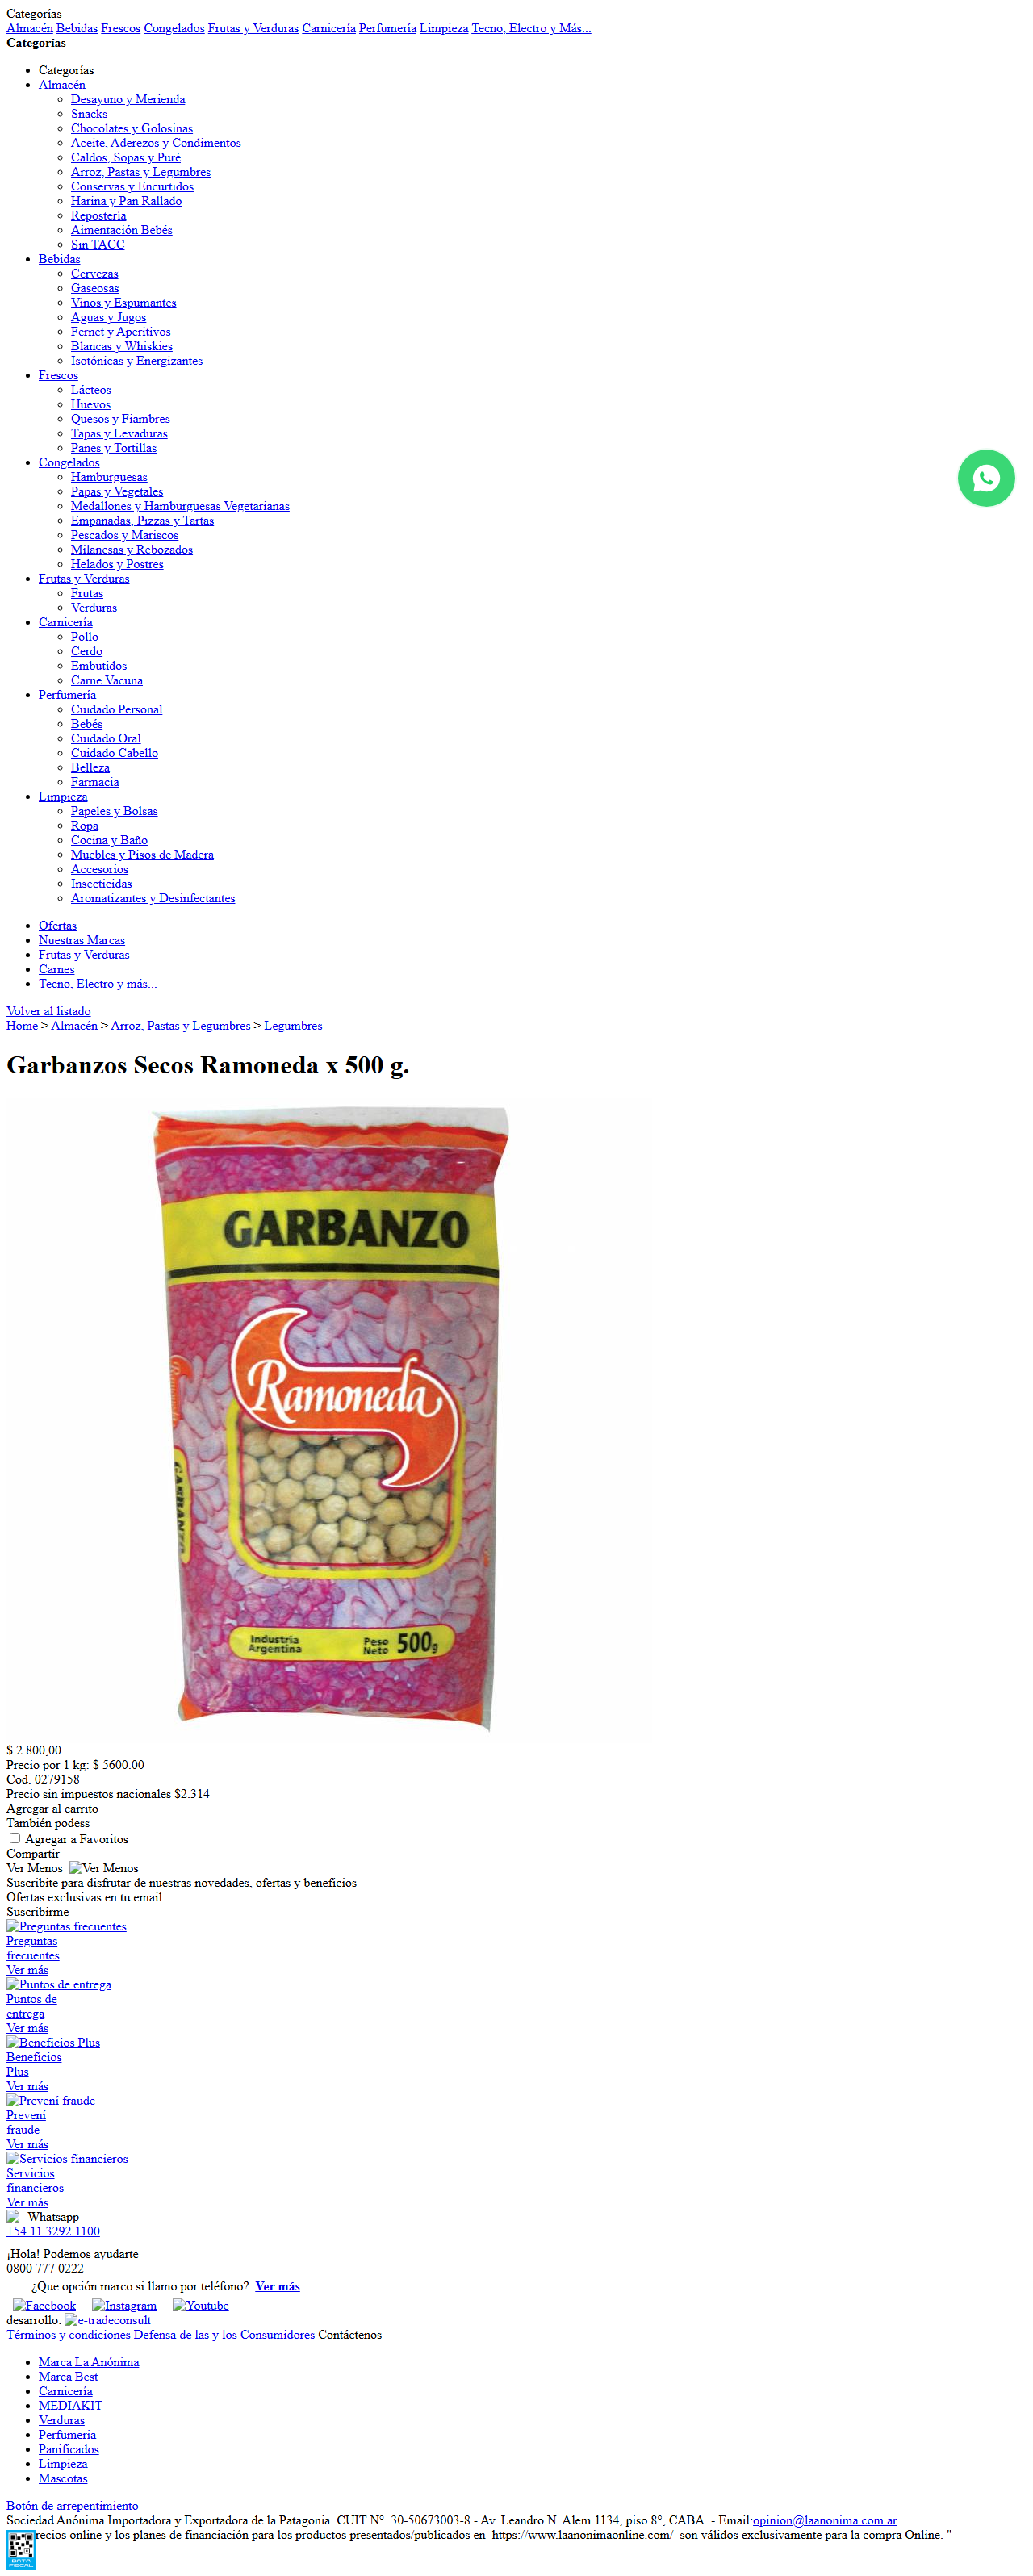 Categorías
Almacén Bebidas Frescos Congelados Frutas y Verduras Carnicería Perfumería Limpieza Tecno, Electro y Más...
Categorías
Categorías
Almacén
Desayuno y Merienda
Snacks
Chocolates y Golosinas
Aceite, Aderezos y Condimentos
Caldos, Sopas y Puré
Arroz, Pastas y Legumbres
Conservas y Encurtidos
Harina y Pan Rallado
Repostería
Aimentación Bebés
Sin TACC
Bebidas
Cervezas
Gaseosas
Vinos y Espumantes
Aguas y Jugos
Fernet y Aperitivos
Blancas y Whiskies
Isotónicas y Energizantes
Frescos
Lácteos
Huevos
Quesos y Fiambres
Tapas y Levaduras
Panes y Tortillas
Congelados
Hamburguesas
Papas y Vegetales
Medallones y Hamburguesas Vegetarianas
Empanadas, Pizzas y Tartas
Pescados y Mariscos
Milanesas y Rebozados
Helados y Postres
Frutas y Verduras
Frutas
Verduras
Carnicería
Pollo
Cerdo
Embutidos
Carne Vacuna
Perfumería
Cuidado Personal
Bebés
Cuidado Oral
Cuidado Cabello
Belleza
Farmacia
Limpieza
Papeles y Bolsas
Ropa
Cocina y Baño
Muebles y Pisos de Madera
Accesorios
Insecticidas
Aromatizantes y Desinfectantes
Ofertas
Nuestras Marcas
Frutas y Verduras
Carnes
Tecno, Electro y más...
Volver al listado
Home > Almacén > Arroz, Pastas y Legumbres > Legumbres
Garbanzos Secos Ramoneda x 500 g.
GARBANZO
Ramoneda
GARBANZO
Industria Argentina
Peso Neto 500g
$ 2.800,00
Precio por 1 kg: $ 5600.00
Cod. 0279158
Precio sin impuestos nacionales $2.314
Agregar al carrito
También podess
Agregar a Favoritos
Compartir
Ver Menos Ver Menos
Suscribite para disfrutar de nuestras novedades, ofertas y beneficios
Ofertas exclusivas en tu email
Suscribirme
Preguntas frecuentes
Preguntas
frecuentes
Ver más
Puntos de entrega
Puntos de
entrega
Ver más
Beneficios Plus
Beneficios
Plus
Ver más
Prevení fraude
Prevení
fraude
Ver más
Servicios financieros
Servicios
financieros
Ver más
Whatsapp
+54 11 3292 1100
¡Hola! Podemos ayudarte
0800 777 0222
¿Que opción marco si llamo por teléfono? Ver más
Facebook Instagram Youtube
desarrollo: e-tradeconsult
Términos y condiciones Defensa de las y los Consumidores Contáctenos
Marca La Anónima
Marca Best
Carnicería
MEDIAKIT
Verduras
Perfumeria
Panificados
Limpieza
Mascotas
Botón de arrepentimiento
Sociedad Anónima Importadora y Exportadora de la Patagonia CUIT N° 30-50673003-8 - Av. Leandro N. Alem 1134, piso 8°, CABA. - Email:opinion@laanonima.com.ar
recios online y los planes de financiación para los productos presentados/publicados en https://www.laanonimaonline.com/ son válidos exclusivamente para la compra Online. "
DATA FISCAL